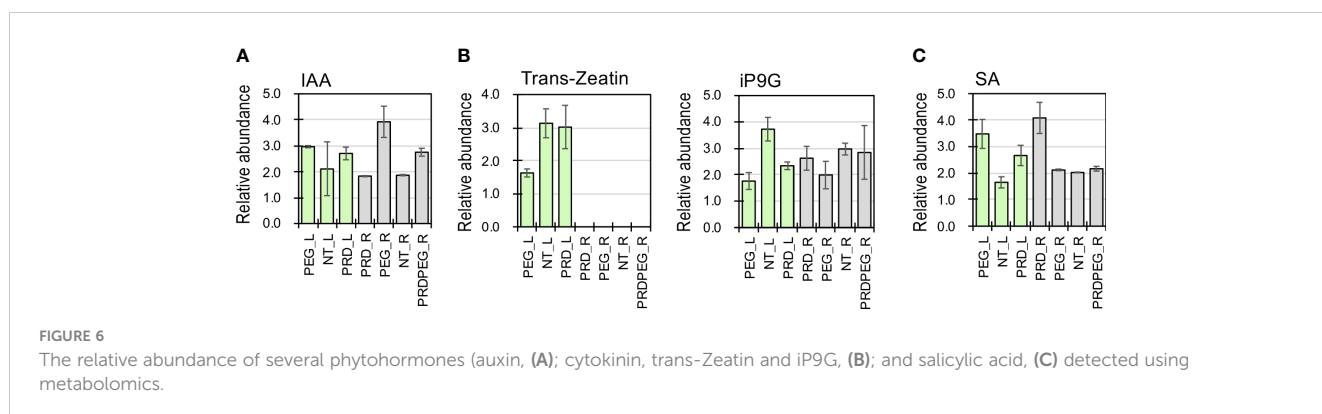 A
B
C
IAA
Trans-Zeatin
iP9G
SA
Relative abundance
5.0
4.0
3.0
2.0
1.0
0.0
PEG_L
NT_L
PRD_L
PRD_R
PEG_R
NT_R
PRDPEG_R
Relative abundance
4.0
3.0
2.0
1.0
0.0
PEG_L
NT_L
PRD_L
PRD_R
PEG_R
NT_R
PRDPEG_R
Relative abundance
5.0
4.0
3.0
2.0
1.0
0.0
PEG_L
NT_L
PRD_L
PRD_R
PEG_R
NT_R
PRDPEG_R
Relative abundance
5.0
4.0
3.0
2.0
1.0
0.0
PEG_L
NT_L
PRD_L
PRD_R
PEG_R
NT_R
PRDPEG_R
FIGURE 6
The relative abundance of several phytohormones (auxin, (A); cytokinin, trans-Zeatin and iP9G, (B); and salicylic acid, (C) detected using
metabolomics.